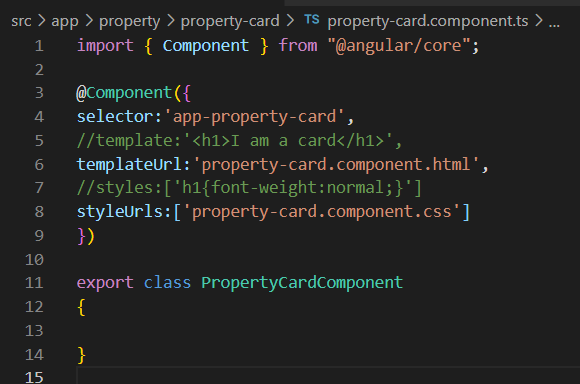 src > app > property > property-card > TS property-card.component.ts > ...
1 import { Component } from "@angular/core";
2
3 @Component({
4 selector:'app-property-card',
5 //template:'<h1>I am a card</h1>',
6 templateUrl:'property-card.component.html',
7 //styles:['h1{font-weight:normal;}']
8 styleUrls:['property-card.component.css']
9 })
10
11 export class PropertyCardComponent
12 {
13
14 }
15